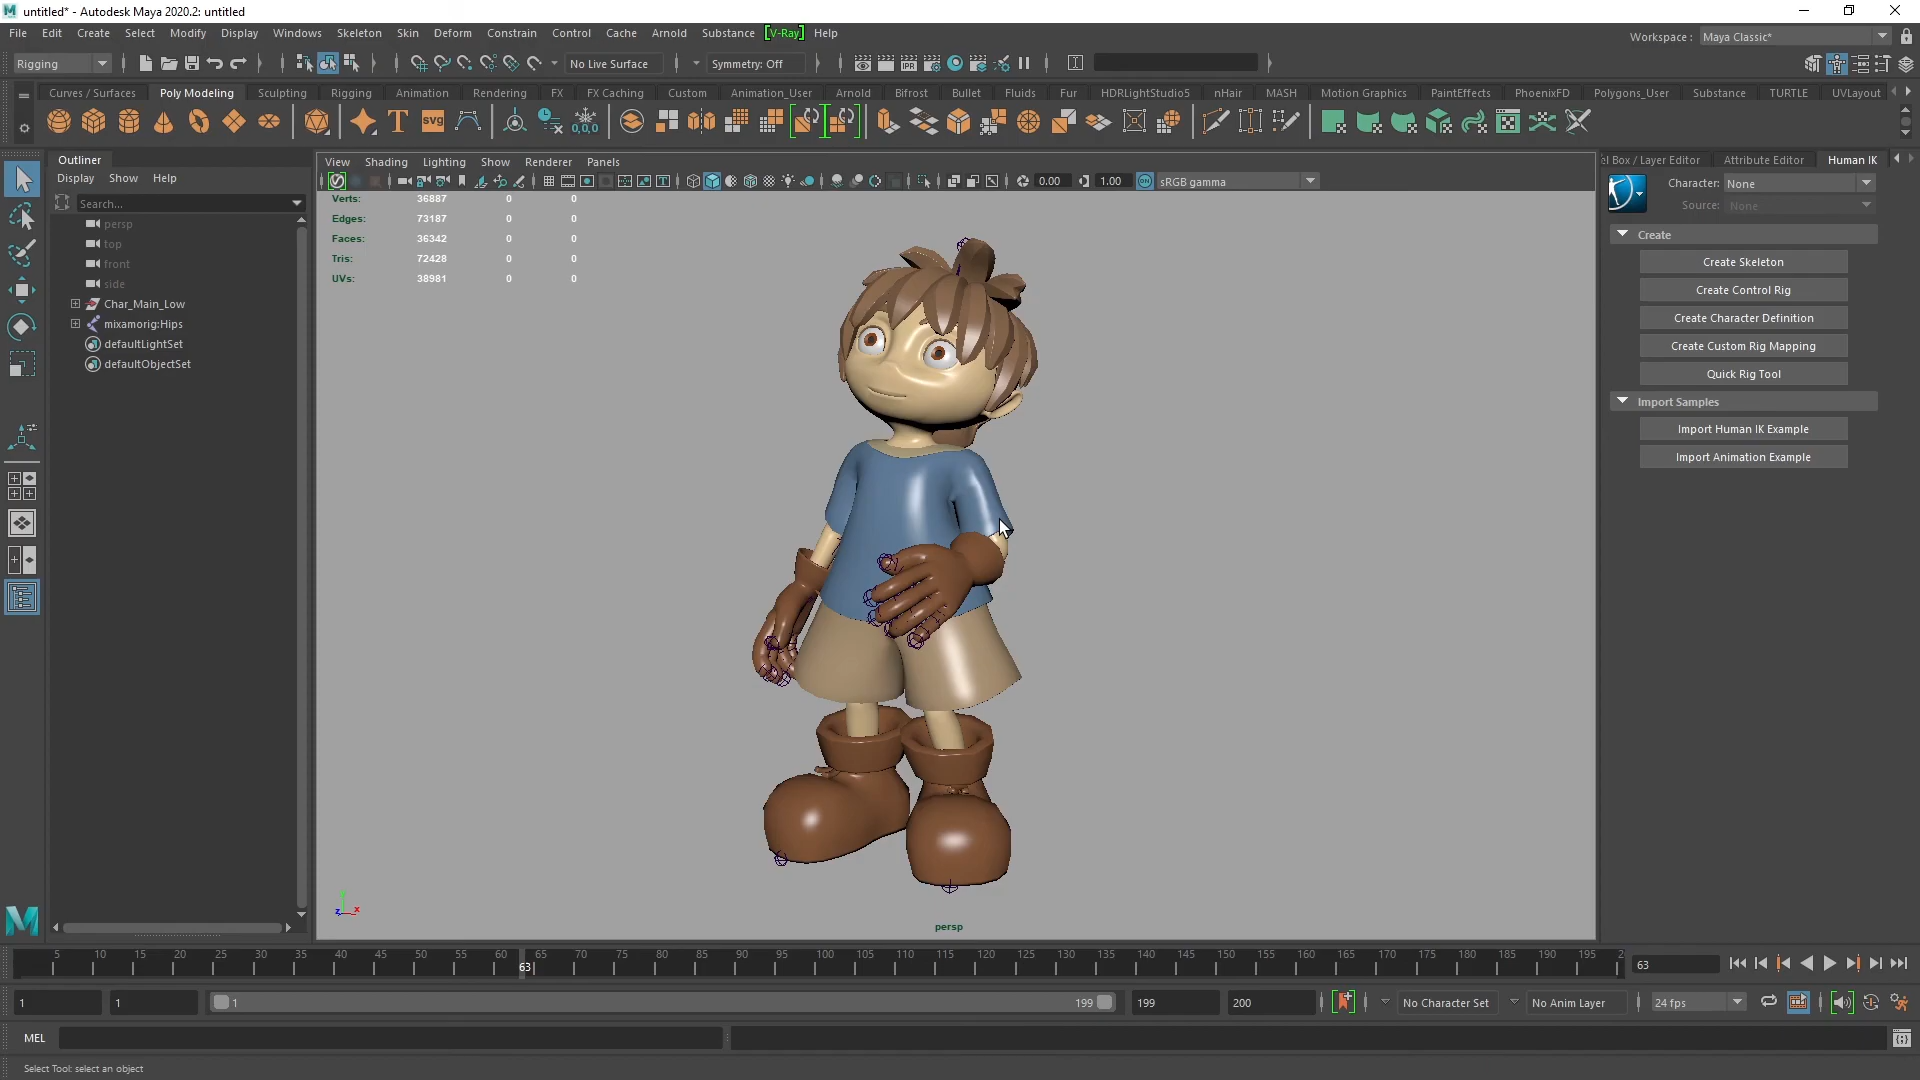 untitled* - Autodesk Maya 2020.2: untitled
File Edit Create Select Modify Display Windows Skeleton Skin Deform Constrain Control Cache Arnold Substance [V-Ray] Help
Workspace : Maya Classic*
Rigging No Live Surface Symmetry: Off
Curves / Surfaces Poly Modeling Sculpting Rigging Animation Rendering FX FX Caching Custom Animation_User Arnold Bifrost Bullet Fluids Fur HDRLightStudio5 nHair MASH Motion Graphics PaintEffects PhoenixFD Polygons_User Substance TURTLE UVLayout
T SVG 0,0,0
Outliner
Display Show Help
Search...
persp
top
front
side
Char_Main_Low
mixamorig:Hips
defaultLightSet
defaultObjectSet
View Shading Lighting Show Renderer Panels
0.00 1.00 ON sRGB gamma
Verts: 36887 0 0
Edges: 73187 0 0
Faces: 36342 0 0
Tris: 72428 0 0
UVs: 38981 0 0
z x
persp
el Box / Layer Editor Attribute Editor Human IK
Character: None
Source: None
Create
Create Skeleton
Create Control Rig
Create Character Definition
Create Custom Rig Mapping
Quick Rig Tool
Import Samples
Import Human IK Example
Import Animation Example
5 10 15 20 25 30 35 40 45 50 55 60 65 70 75 80 85 90 95 100 105 110 115 120 125 130 135 140 145 150 155 160 165 170 175 180 185 190 195 2
63 63
1 1 1 199 199 200 No Character Set No Anim Layer 24 fps
MEL
Select Tool: select an object